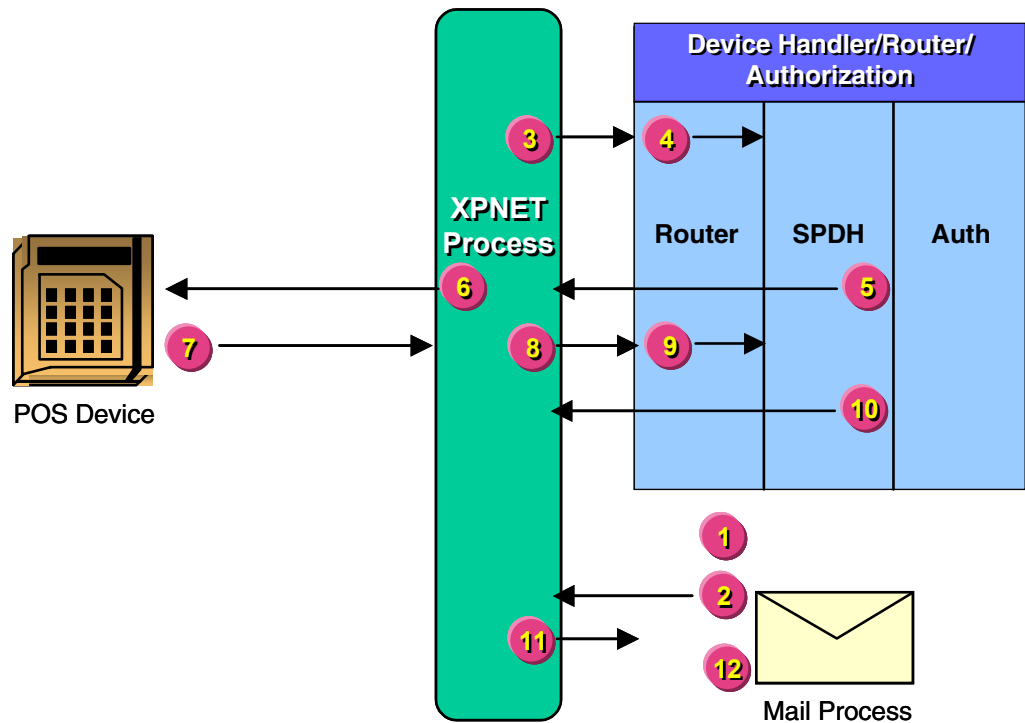 Device Handler/Router/
Authorization
3
4
XPNET
Process
Router
SPDH
Auth
6
5
7
8
9
POS Device
10
1
2
11
12
Mail Process